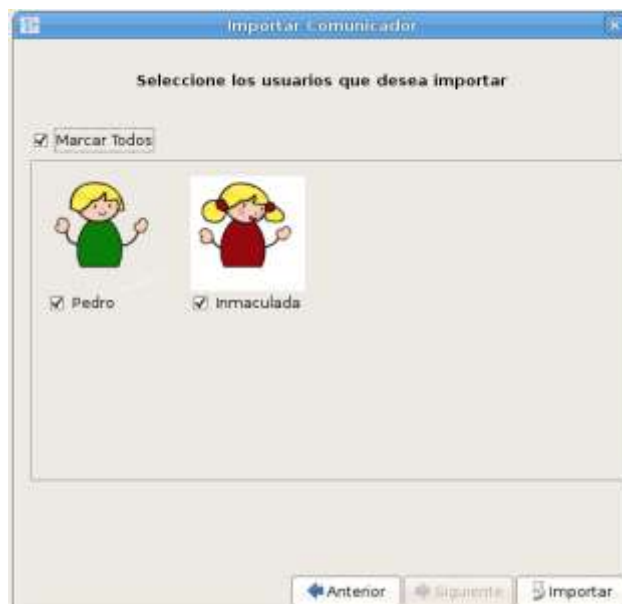 Importar Comunicador
Seleccione los usuarios que desea importar
Marcar Todos
Pedro
Inmaculada
Anterior
Siguiente
Importar